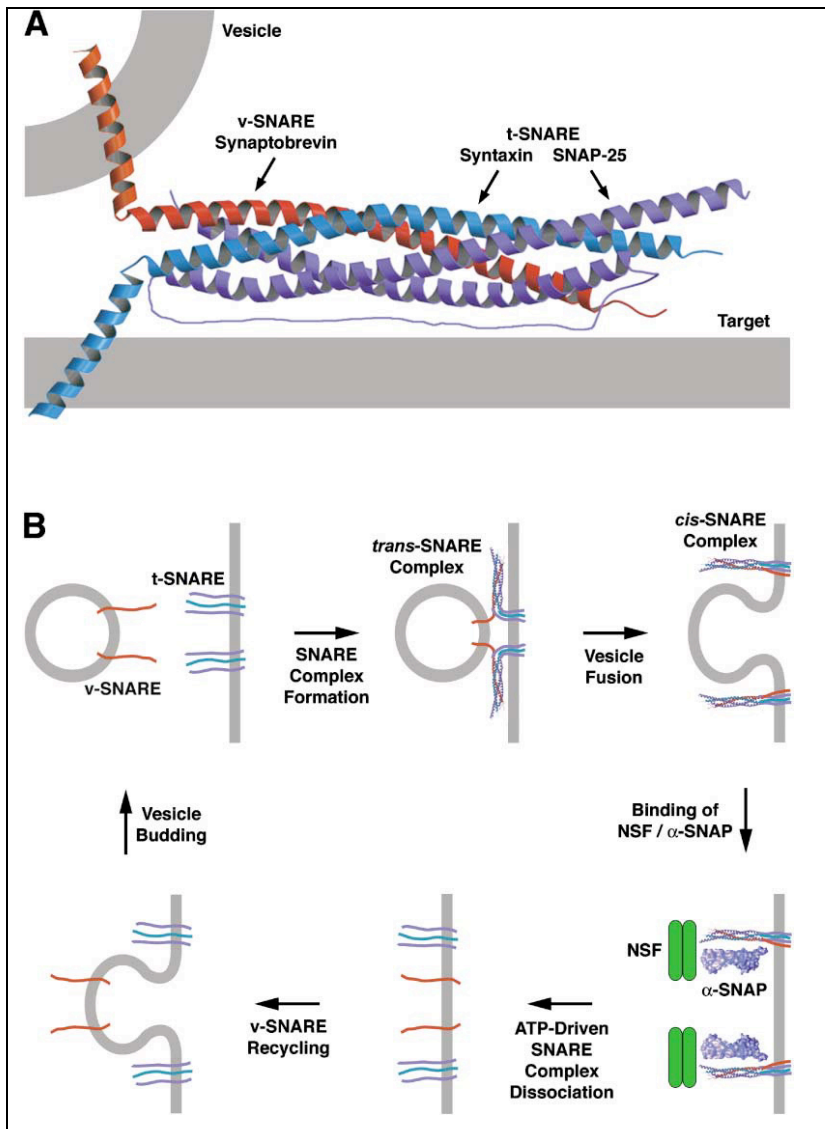 A
Vesicle
v-SNARE
Synaptobrevin
t-SNARE
Syntaxin SNAP-25
Target
B
t-SNARE
v-SNARE
SNARE
Complex
Formation
trans-SNARE
Complex
Vesicle
Fusion
cis-SNARE
Complex
Binding of
NSF / α-SNAP
NSF
α-SNAP
ATP-Driven
SNARE
Complex
Dissociation
v-SNARE
Recycling
Vesicle
Budding